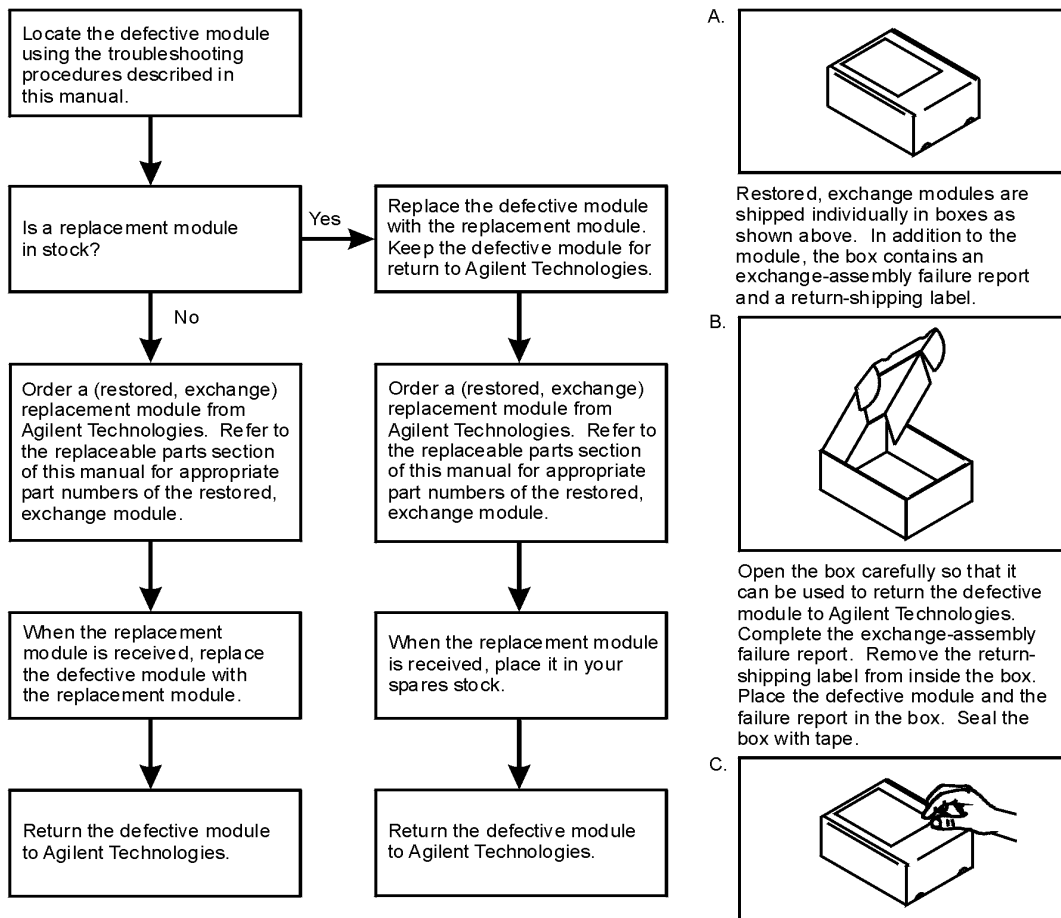 Locate the defective module
using the troubleshooting
procedures described in
this manual.
Is a replacement module
in stock?
Yes
Replace the defective module
with the replacement module.
Keep the defective module for
return to Agilent Technologies.
No
Order a (restored, exchange)
replacement module from
Agilent Technologies.  Refer to
the replaceable parts section
of this manual for appropriate
part numbers of the restored,
exchange module.
Order a (restored, exchange)
replacement module from
Agilent Technologies.  Refer to
the replaceable parts section
of this manual for appropriate
part numbers of the restored,
exchange module.
When the replacement
module is received, replace
the defective module with
the replacement module.
When the replacement module
is received, place it in your
spares stock.
Return the defective module
to Agilent Technologies.
Return the defective module
to Agilent Technologies.
A.
Restored, exchange modules are
shipped individually in boxes as
shown above.  In addition to the
module, the box contains an
exchange-assembly failure report
and a return-shipping label.
B.
Open the box carefully so that it
can be used to return the defective
module to Agilent Technologies.
Complete the exchange-assembly
failure report.  Remove the return-
shipping label from inside the box.
Place the defective module and the
failure report in the box.  Seal the
box with tape.
C.